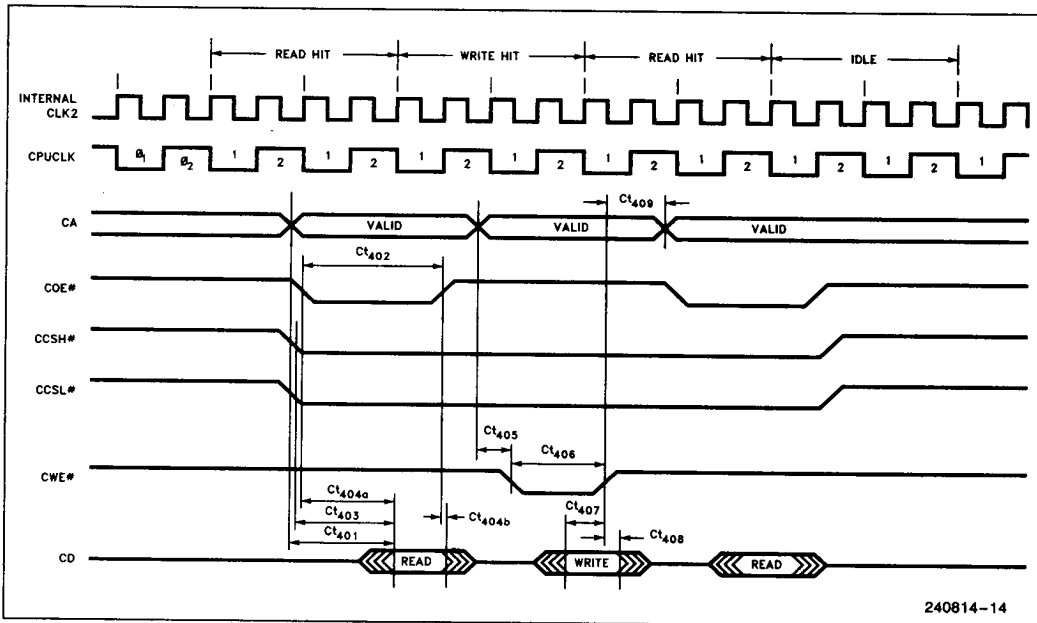 READ HIT WRITE HIT READ HIT IDLE
INTERNAL
CLK2
CPUCLK Ø1 Ø2 1 2 1 2 1 2 1 2 1 2 1 2 1 2 1 2 1
Ct409
CA VALID VALID VALID
Ct402
COE#
CCSH#
CCSL#
Ct405 Ct406
CWE#
Ct404a Ct407
Ct403 Ct404b
Ct401 Ct408
CD READ WRITE READ
240814-14